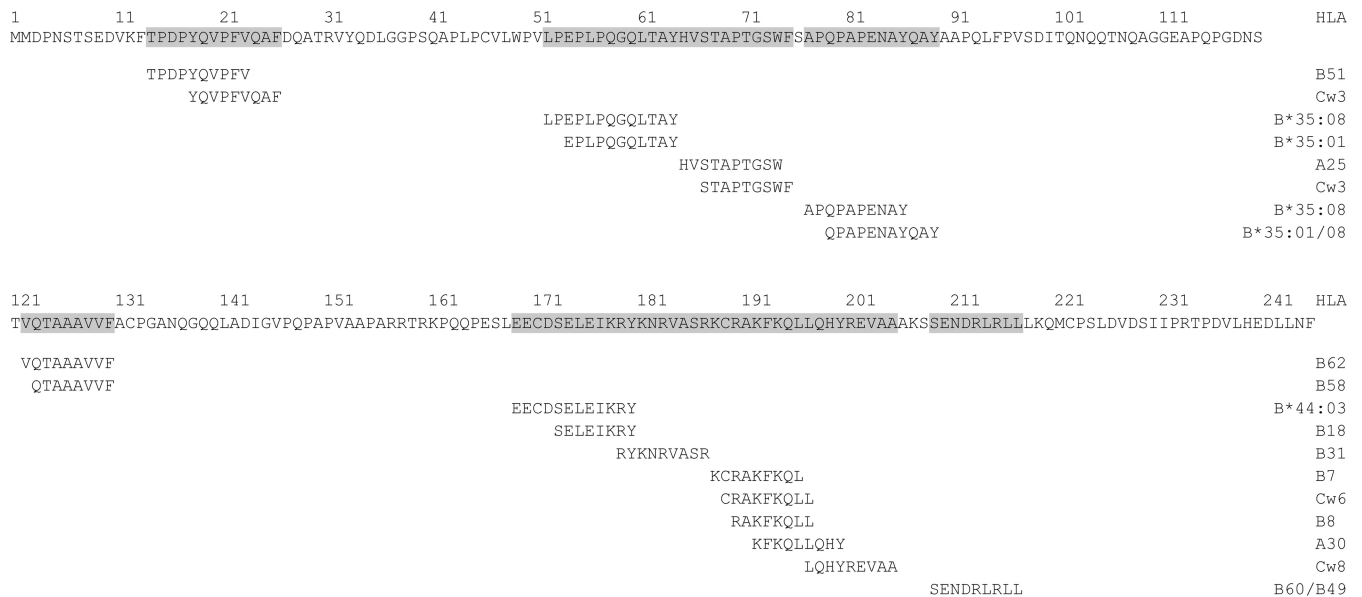 1 11 21 31 41 51 61 71 81 91 101 111 HLA
MMDPNSTSEDVKFTPDPYQVPFVQAFDQATRVYQDLGGPSQAPLPCVLWPVLPEPLPQGQLTAYHVSTAPTGSWFSAPQPAPENAYQAYAAPQLFPVSDITQNQQTNQAGGEAPQPGDNS
TPDPYQVPFV B51
YQVPFVQAF Cw3
LPEPLPQGQLTAY B*35:08
EPLPQGQLTAY B*35:01
HVSTAPTGSW A25
STAPTGSWF Cw3
APQPAPENAY B*35:08
QPAPENAYQAY B*35:01/08
121 131 141 151 161 171 181 191 201 211 221 231 241 HLA
TVQTAAAVVFACPGANQGQQLADIGVPQPAPVAAPARRTRKPQQPESLEECDSELEIKRYKNRVASRKCRAKFKQLLQHYREVAAAKSSENDRLRLLLKQMCPSLDVDSIIPRTPDVLHEDLLNF
VQTAAAVVF B62
QTAAAVVF B58
EECDSELEIKRY B*44:03
SELEIKRY B18
RYKNRVASR B31
KCRAKFKQL B7
CRAKFKQLL Cw6
RAKFKQLL B8
KFKQLLQHY A30
LQHYREVAA Cw8
SENDRLRLL B60/B49